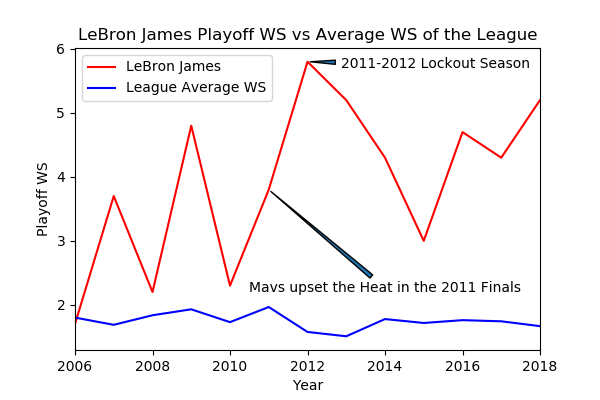 LeBron James Playoff WS vs Average WS of the League
6
LeBron James
2011-2012 Lockout Season
League Average WS
5
4
Playoff WS
3
Mavs upset the Heat in the 2011 Finals
2
2006 2008 2010 2012 2014 2016 2018
Year